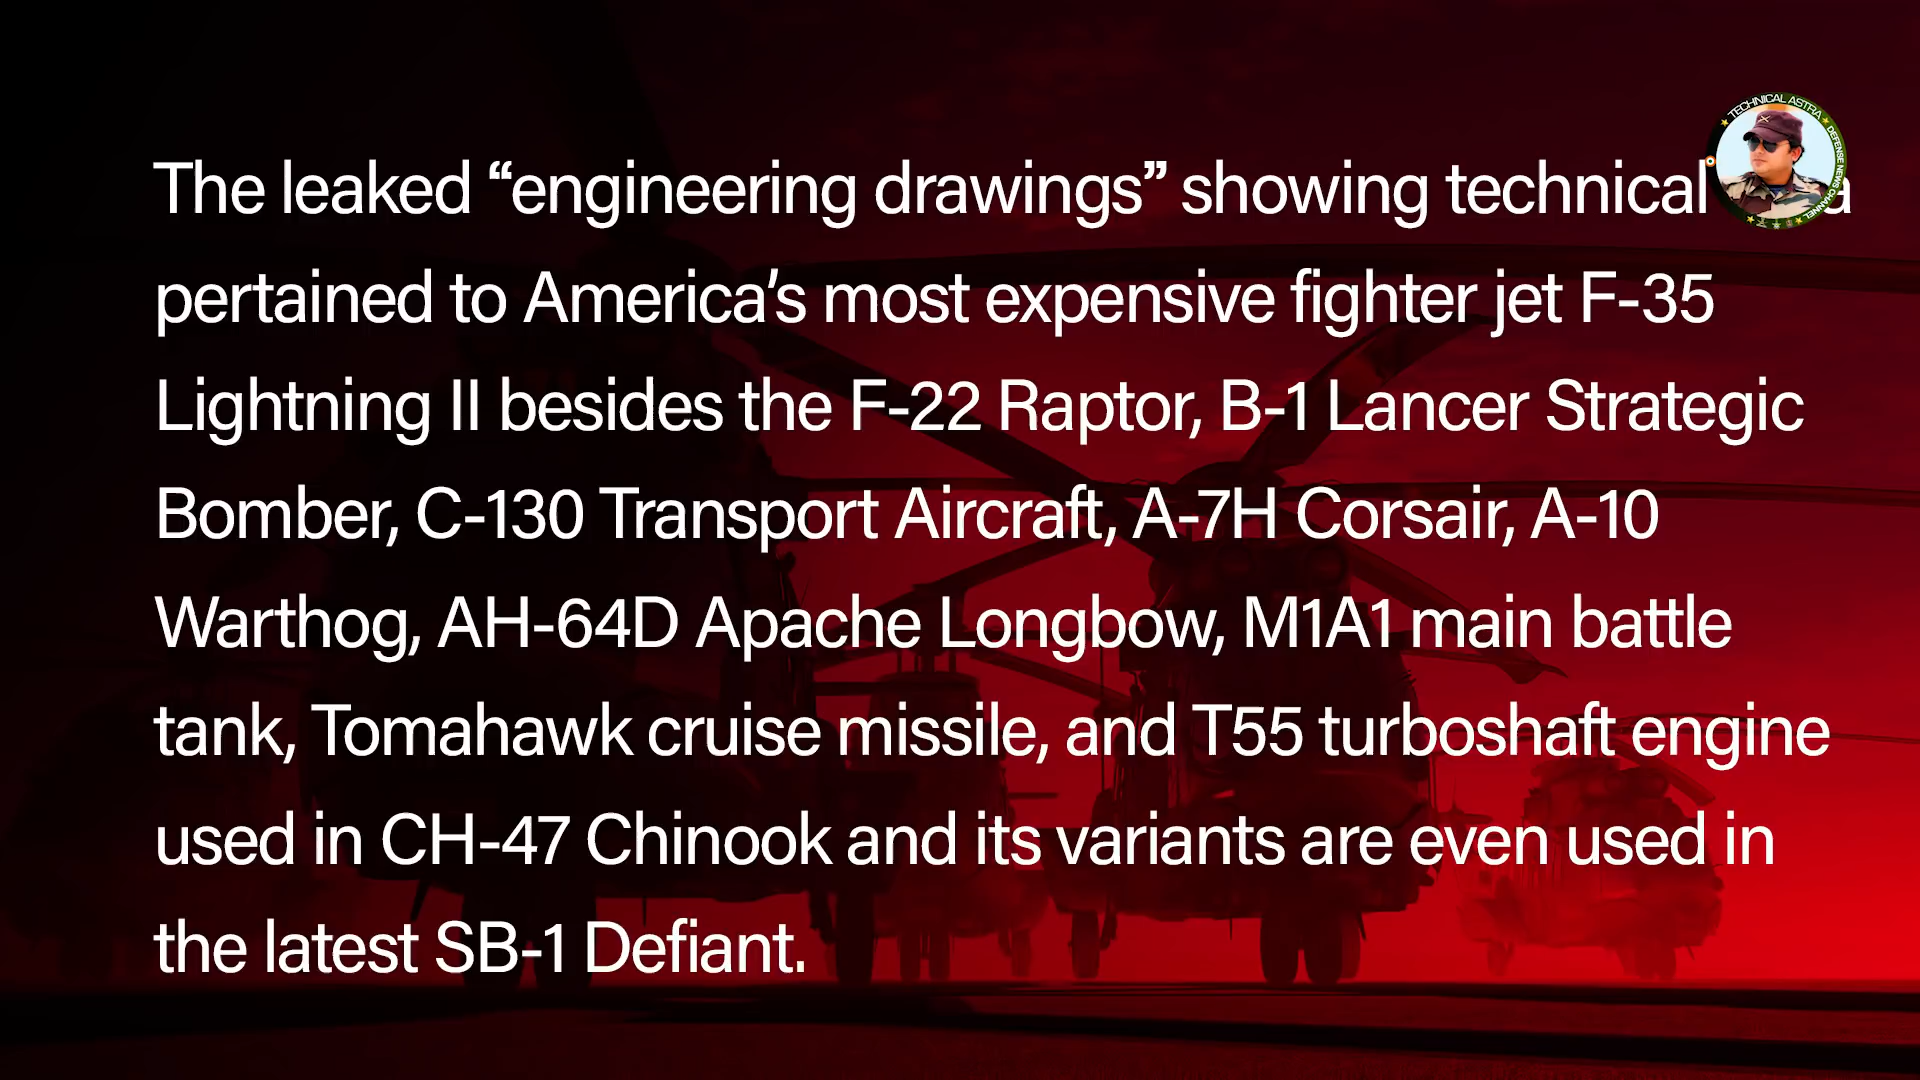 The leaked “engineering drawings” showing technical
pertained to America’s most expensive fighter jet F-35
Lightning II besides the F-22 Raptor, B-1 Lancer Strategic
Bomber, C-130 Transport Aircraft, A-7H Corsair, A-10
Warthog, AH-64D Apache Longbow, M1A1 main battle
tank, Tomahawk cruise missile, and T55 turboshaft engine
used in CH-47 Chinook and its variants are even used in
the latest SB-1 Defiant.
TECHNICAL ASTRA
DEFENSE NEWS CHANNEL